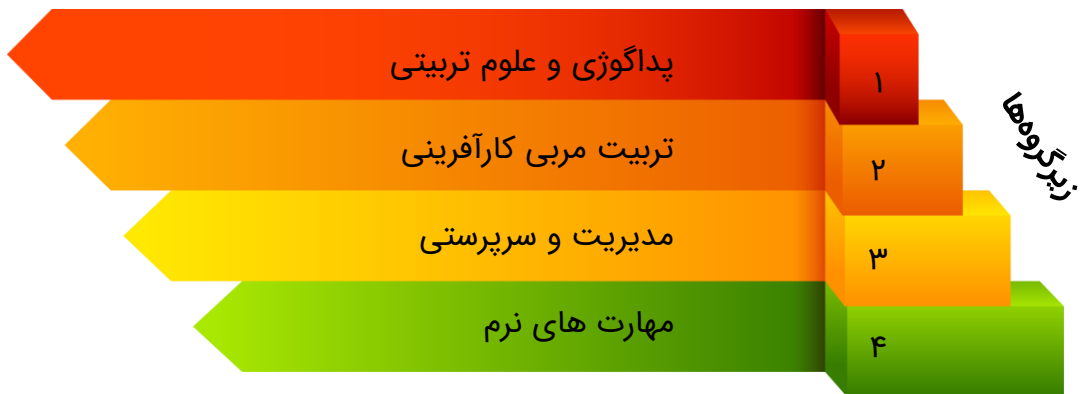 زیرگروه‌ها
۱
پداگوژی و علوم تربیتی
۲
تربیت مربی کارآفرینی
۳
مدیریت و سرپرستی
۴
مهارت های نرم